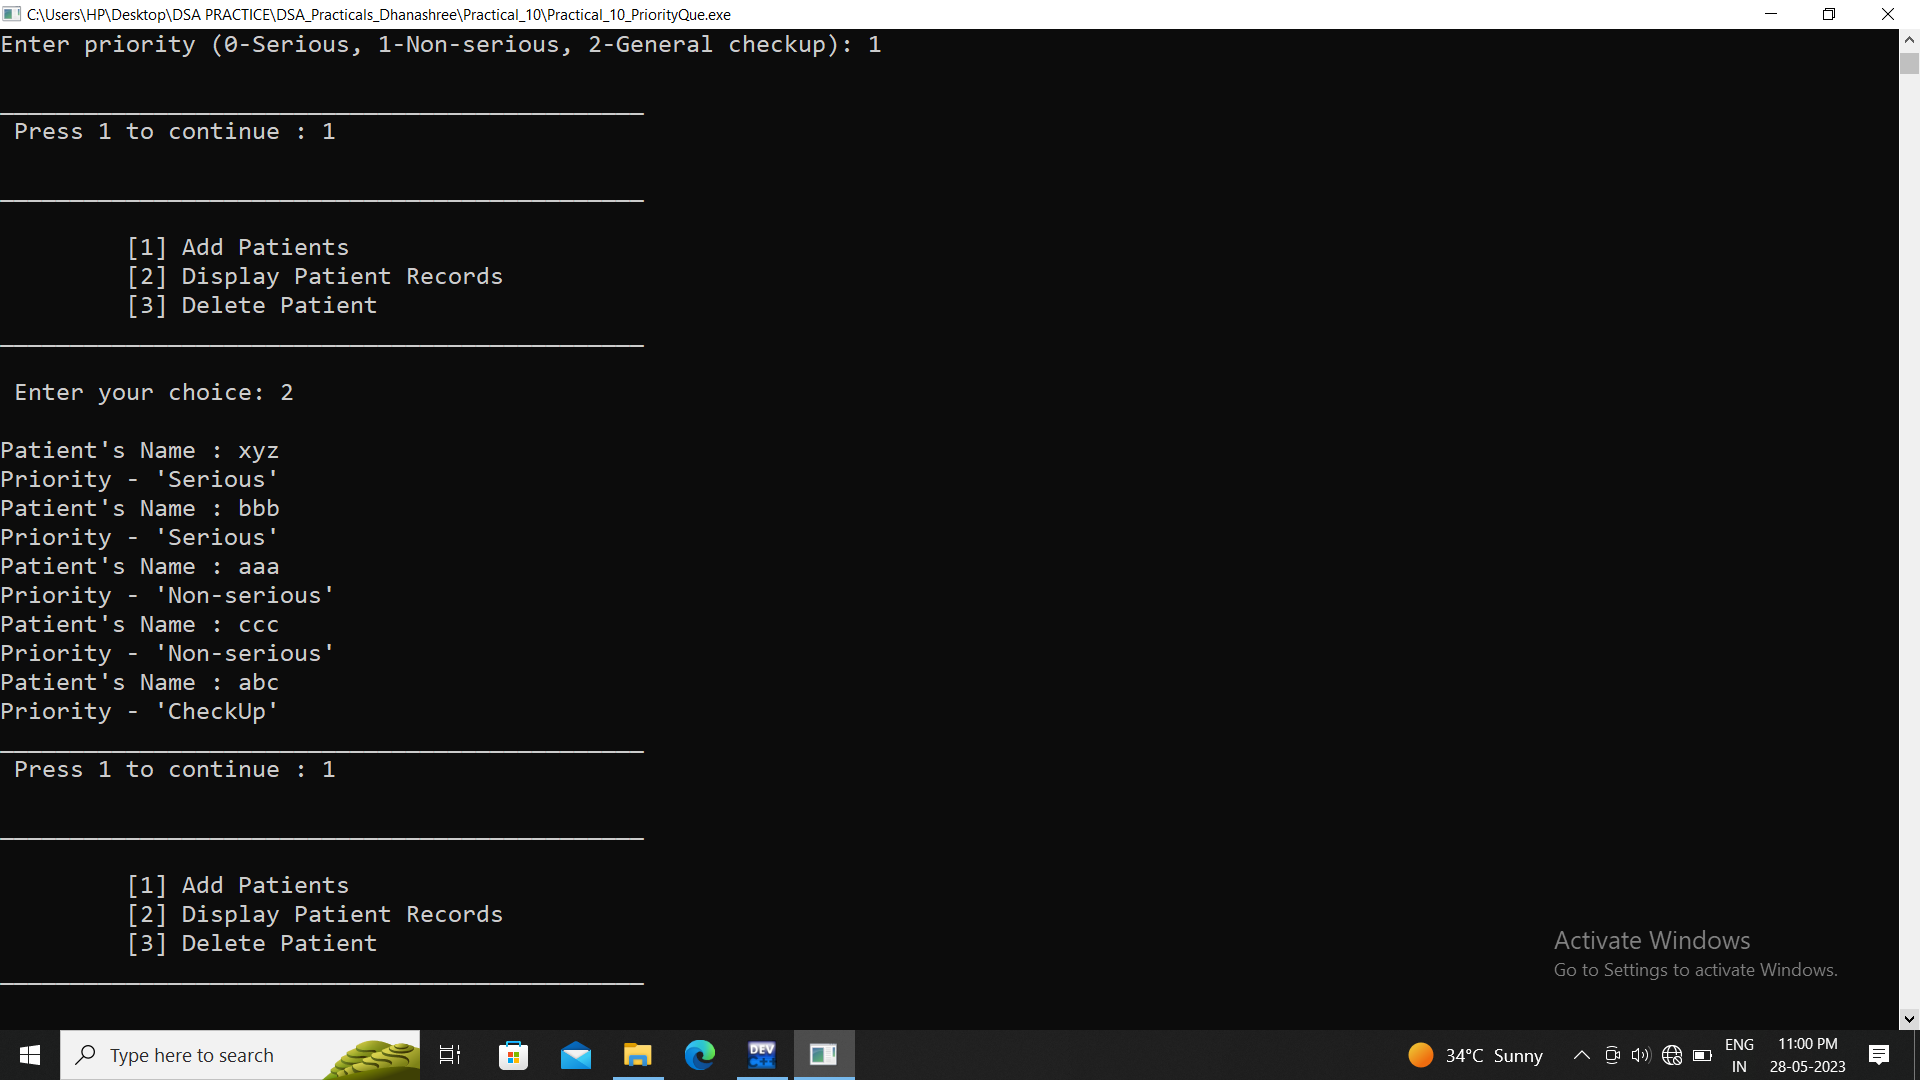 C:\Users\HP\Desktop\DSA PRACTICE\DSA_Practicals_Dhanashree\Practical_10\Practical_10_PriorityQue.exe
Enter priority (0-Serious, 1-Non-serious, 2-General checkup): 1
Press 1 to continue : 1
[1] Add Patients
[2] Display Patient Records
[3] Delete Patient
Enter your choice: 2
Patient's Name : xyz
Priority - 'Serious'
Patient's Name : bbb
Priority - 'Serious'
Patient's Name : aaa
Priority - 'Non-serious'
Patient's Name : ccc
Priority - 'Non-serious'
Patient's Name : abc
Priority - 'CheckUp'
Press 1 to continue : 1
[1] Add Patients
[2] Display Patient Records
[3] Delete Patient
Activate Windows
Go to Settings to activate Windows.
Type here to search
DEV
C++
34°C Sunny
ENG
IN
11:00 PM
28-05-2023